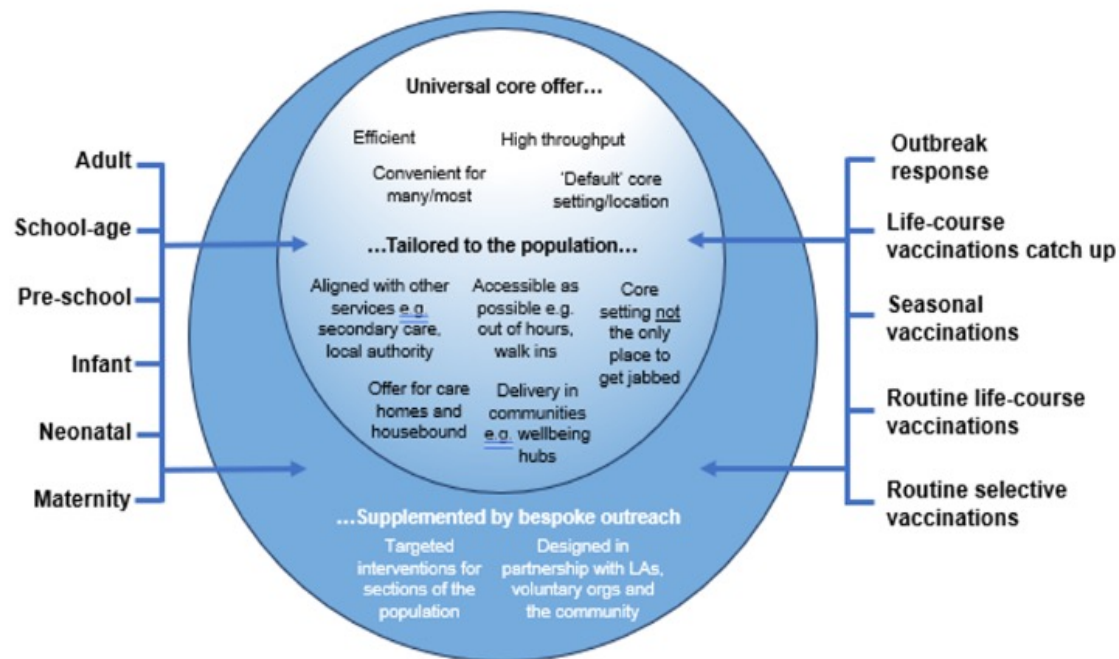 Universal core offer…
Efficient
High throughput
Convenient for
many/most
'Default' core
setting/location
…Tailored to the population…
Aligned with other
services e.g.
secondary care,
local authority
Accessible as
possible e.g.
out of hours,
walk ins
Core
setting not
the only
place to
get jabbed
Offer for care
homes and
housebound
Delivery in
communities
e.g. wellbeing
hubs
…Supplemented by bespoke outreach
Targeted
interventions for
sections of the
population
Designed in
partnership with LAs,
voluntary orgs and
the community
Adult
School-age
Pre-school
Infant
Neonatal
Maternity
Outbreak
response
Life-course
vaccinations catch up
Seasonal
vaccinations
Routine life-course
vaccinations
Routine selective
vaccinations